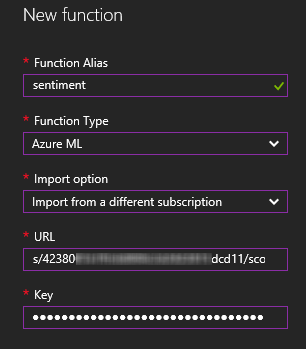 New function
* Function Alias
sentiment
* Function Type
Azure ML
* Import option
Import from a different subscription
* URL
s/42380 dcd11/sco
* Key
••••••••••••••••••••••••••••••••